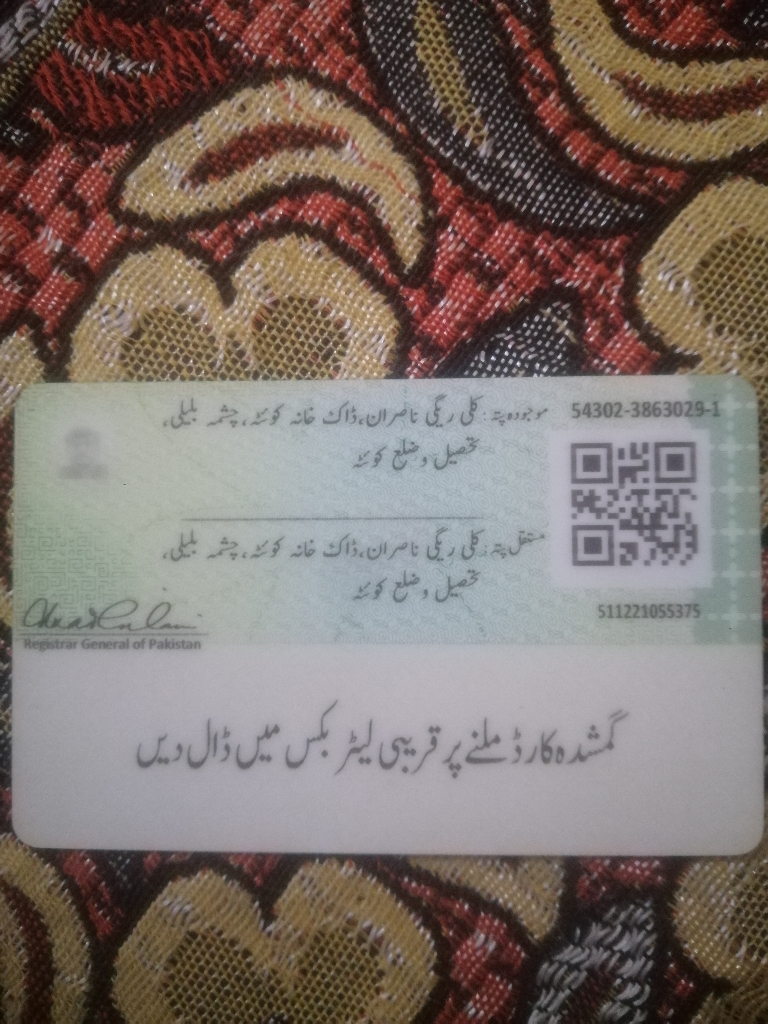 موجودہ پتہ: کلی ریگی ناصران، ڈاک خانہ کوئٹہ، چشمہ بلیلی، 54302-3863029-1
تحصیل و ضلع کوئٹہ
مستقل پتہ: کلی ریگی ناصران، ڈاک خانہ کوئٹہ، چشمہ بلیلی،
تحصیل و ضلع کوئٹہ
511221055375
Registrar General of Pakistan
گمشدہ کارڈ ملنے پر قریبی لیٹر بکس میں ڈال دیں